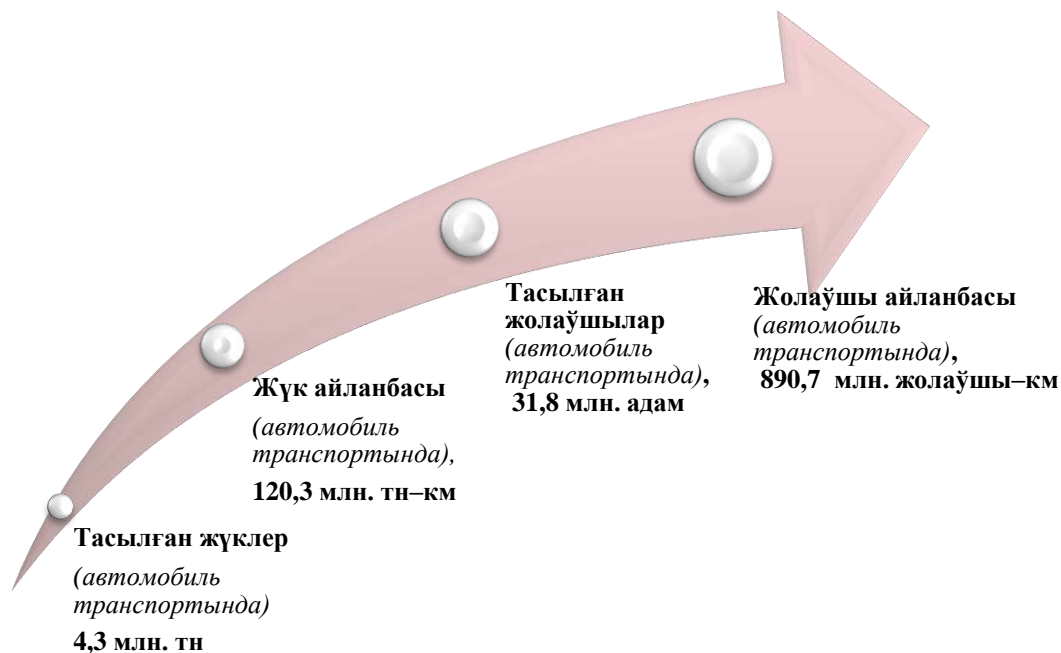 Тасылған
жолаўшылар
(автомобиль
транспортында),
31,8 млн. адам
Жолаўшы айланбасы
(автомобиль
транспортында),
890,7 млн. жолаўшы–км
Жүк айланбасы
(автомобиль
транспортында),
120,3 млн. тн–км
Тасылған жүклер
(автомобиль
транспортында)
4,3 млн. тн